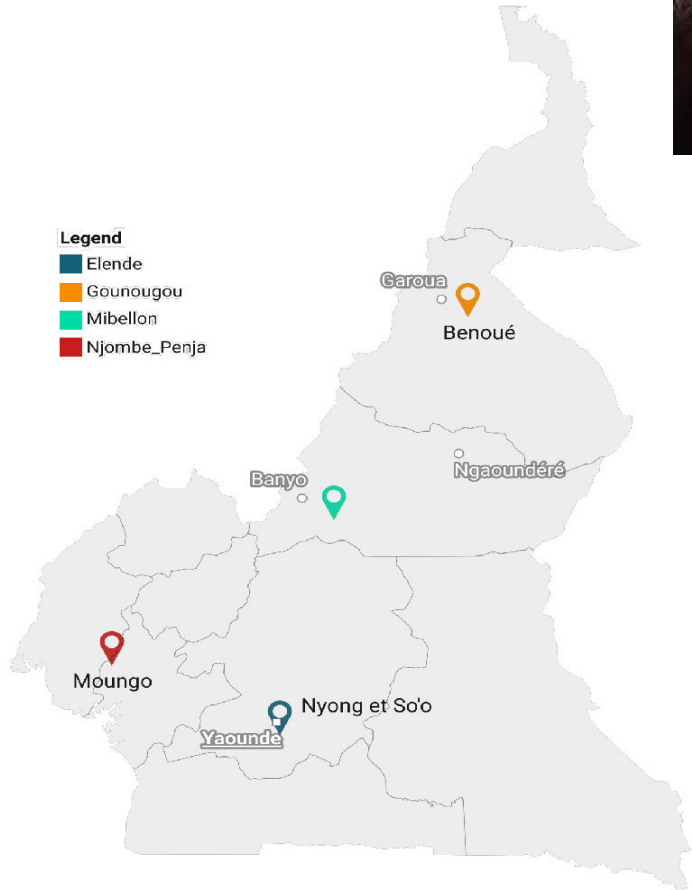 Legend
Elende
Gounougou
Mibellon
Njombe_Penja
Garoua
Benoué
Ngaoundéré
Banyo
Moungo
Nyong et So'o
Yaounde